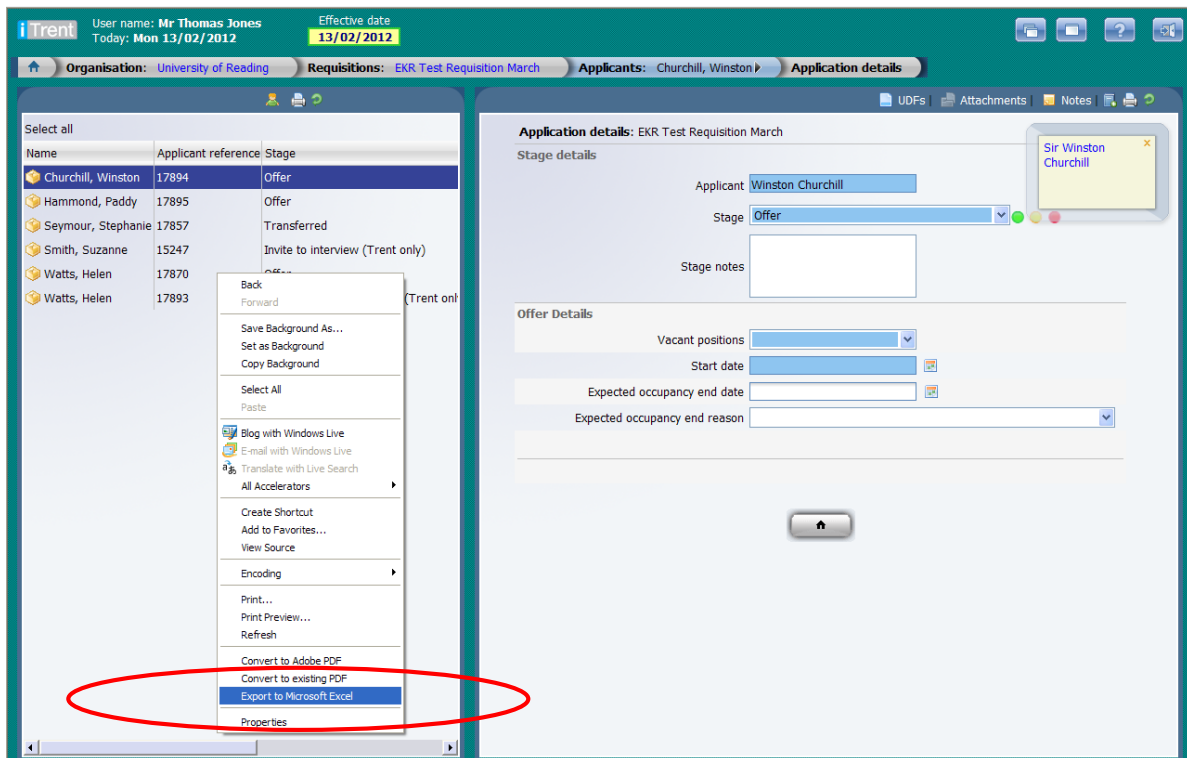 iTrent
User name: Mr Thomas Jones
Today: Mon 13/02/2012
Effective date
13/02/2012
?
Organisation: University of Reading
Requisitions: EKR Test Requisition March
Applicants: Churchill, Winston
Application details
UDFs | Attachments | Notes
Select all
Name Applicant reference Stage
Churchill, Winston 17894 Offer
Hammond, Paddy 17895 Offer
Seymour, Stephanie 17857 Transferred
Smith, Suzanne 15247 Invite to interview (Trent only)
Watts, Helen 17870 Offer
Watts, Helen 17893 (Trent onl
Back
Forward
Save Background As...
Set as Background
Copy Background
Select All
Paste
Blog with Windows Live
E-mail with Windows Live
Translate with Live Search
All Accelerators
Create Shortcut
Add to Favorites...
View Source
Encoding
Print...
Print Preview...
Refresh
Convert to Adobe PDF
Convert to existing PDF
Export to Microsoft Excel
Properties
Application details: EKR Test Requisition March
Sir Winston
Churchill
x
Stage details
Applicant Winston Churchill
Stage Offer
Stage notes
Offer Details
Vacant positions
Start date
Expected occupancy end date
Expected occupancy end reason